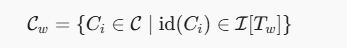 𝒞_w = {C_i ∈ 𝒞 | id(C_i) ∈ ℐ[T_w]}